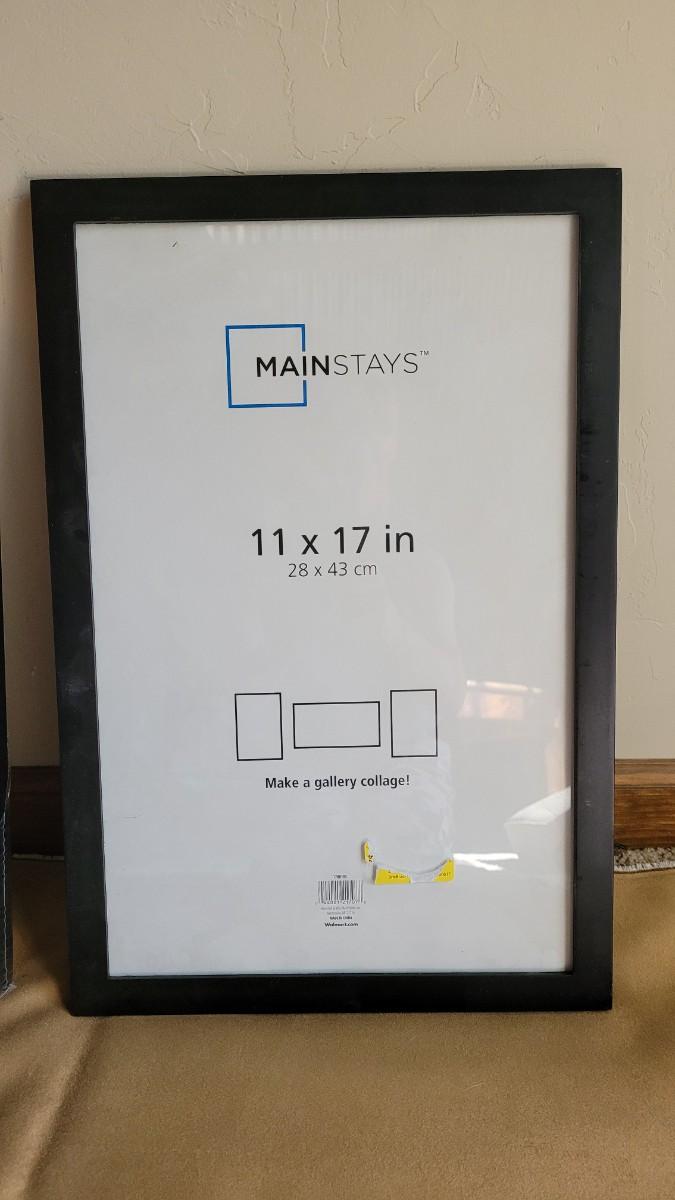 MAINSTAYS™
11 x 17 in
28 x 43 cm
Make a gallery collage!
Walmart.com